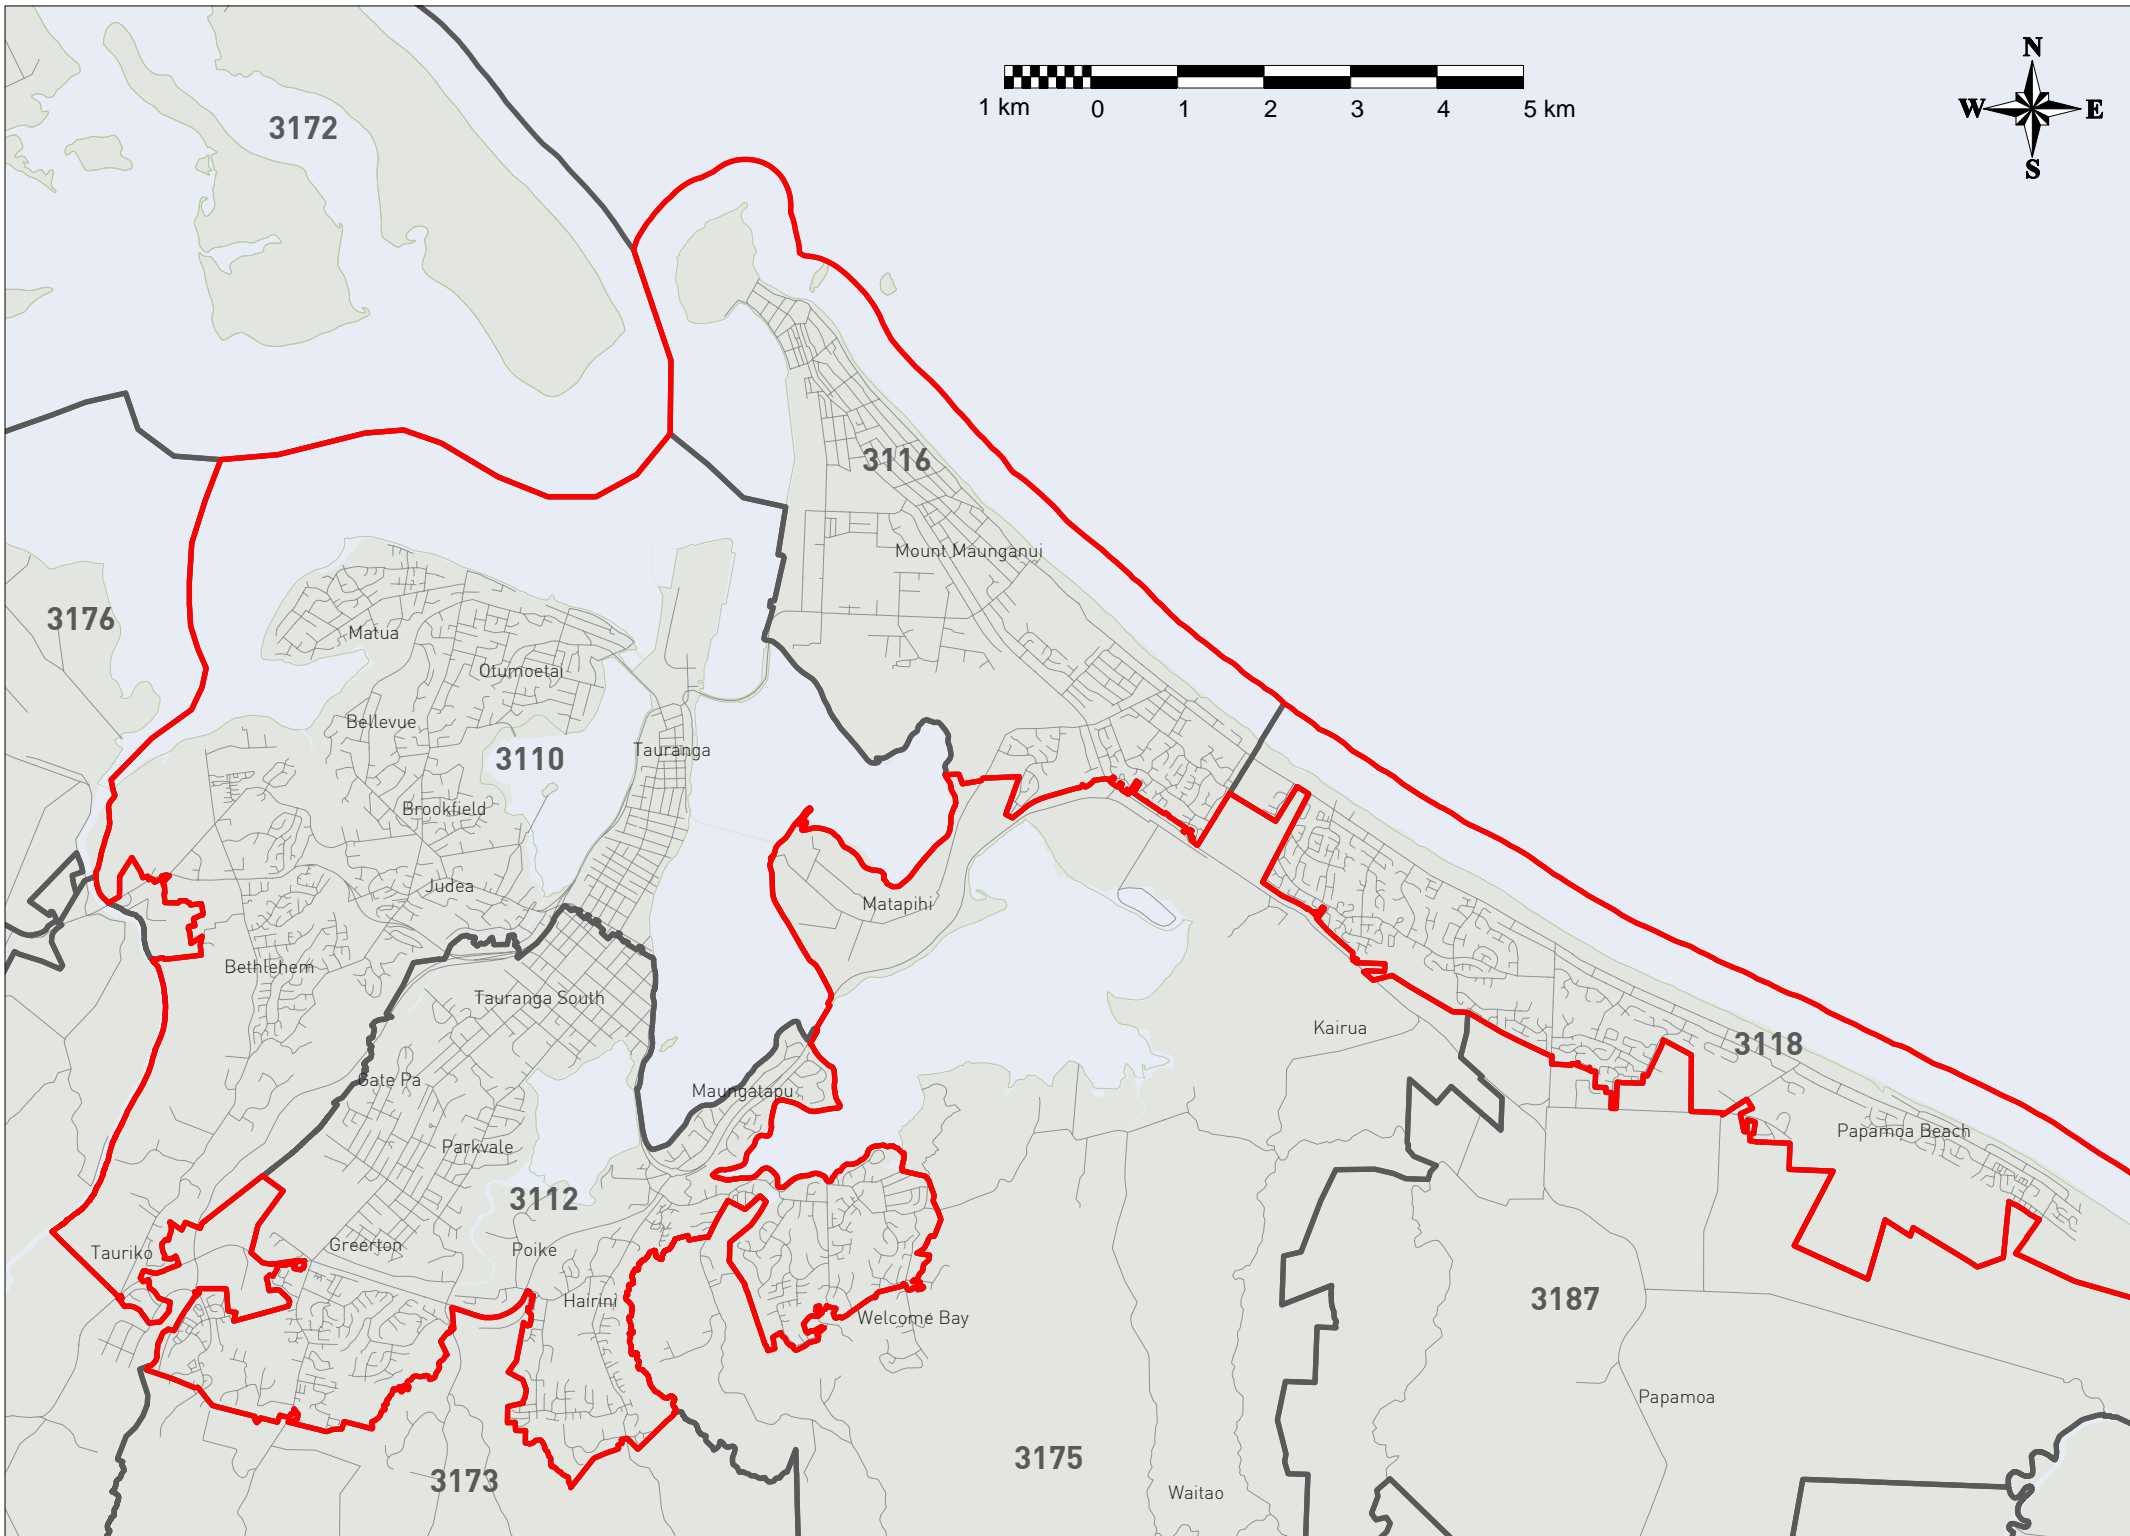 N
W E
S
1 km 0 1 2 3 4 5 km
3172
3116
Mount Maunganui
3176
Matua
Otumoetai
Bellevue
3110
Tauranga
Brookfield
Judea
Matapihi
Bethlehem
Tauranga South
Kairua
3118
Gate Pa
Maungatapu
Parkvale
Papamoa Beach
3112
Tauriko
Greerton
Poike
Hairini
Welcome Bay
3187
Papamoa
3173
3175
Waitao